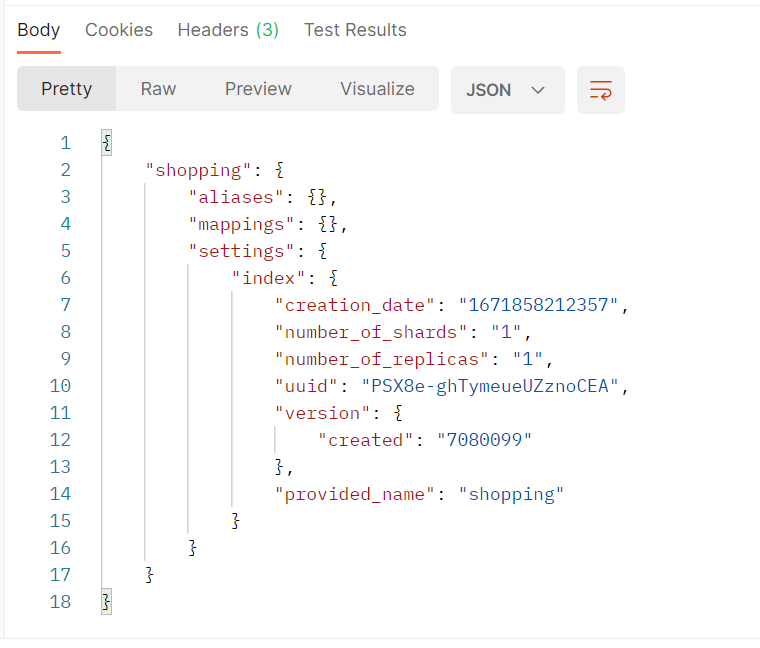 Body Cookies Headers (3) Test Results
Pretty Raw Preview Visualize JSON
1 {
2 "shopping": {
3 "aliases": {},
4 "mappings": {},
5 "settings": {
6 "index": {
7 "creation_date": "1671858212357",
8 "number_of_shards": "1",
9 "number_of_replicas": "1",
10 "uuid": "PSX8e-ghTymeueUZznoCEA",
11 "version": {
12 "created": "7080099"
13 },
14 "provided_name": "shopping"
15 }
16 }
17 }
18 }